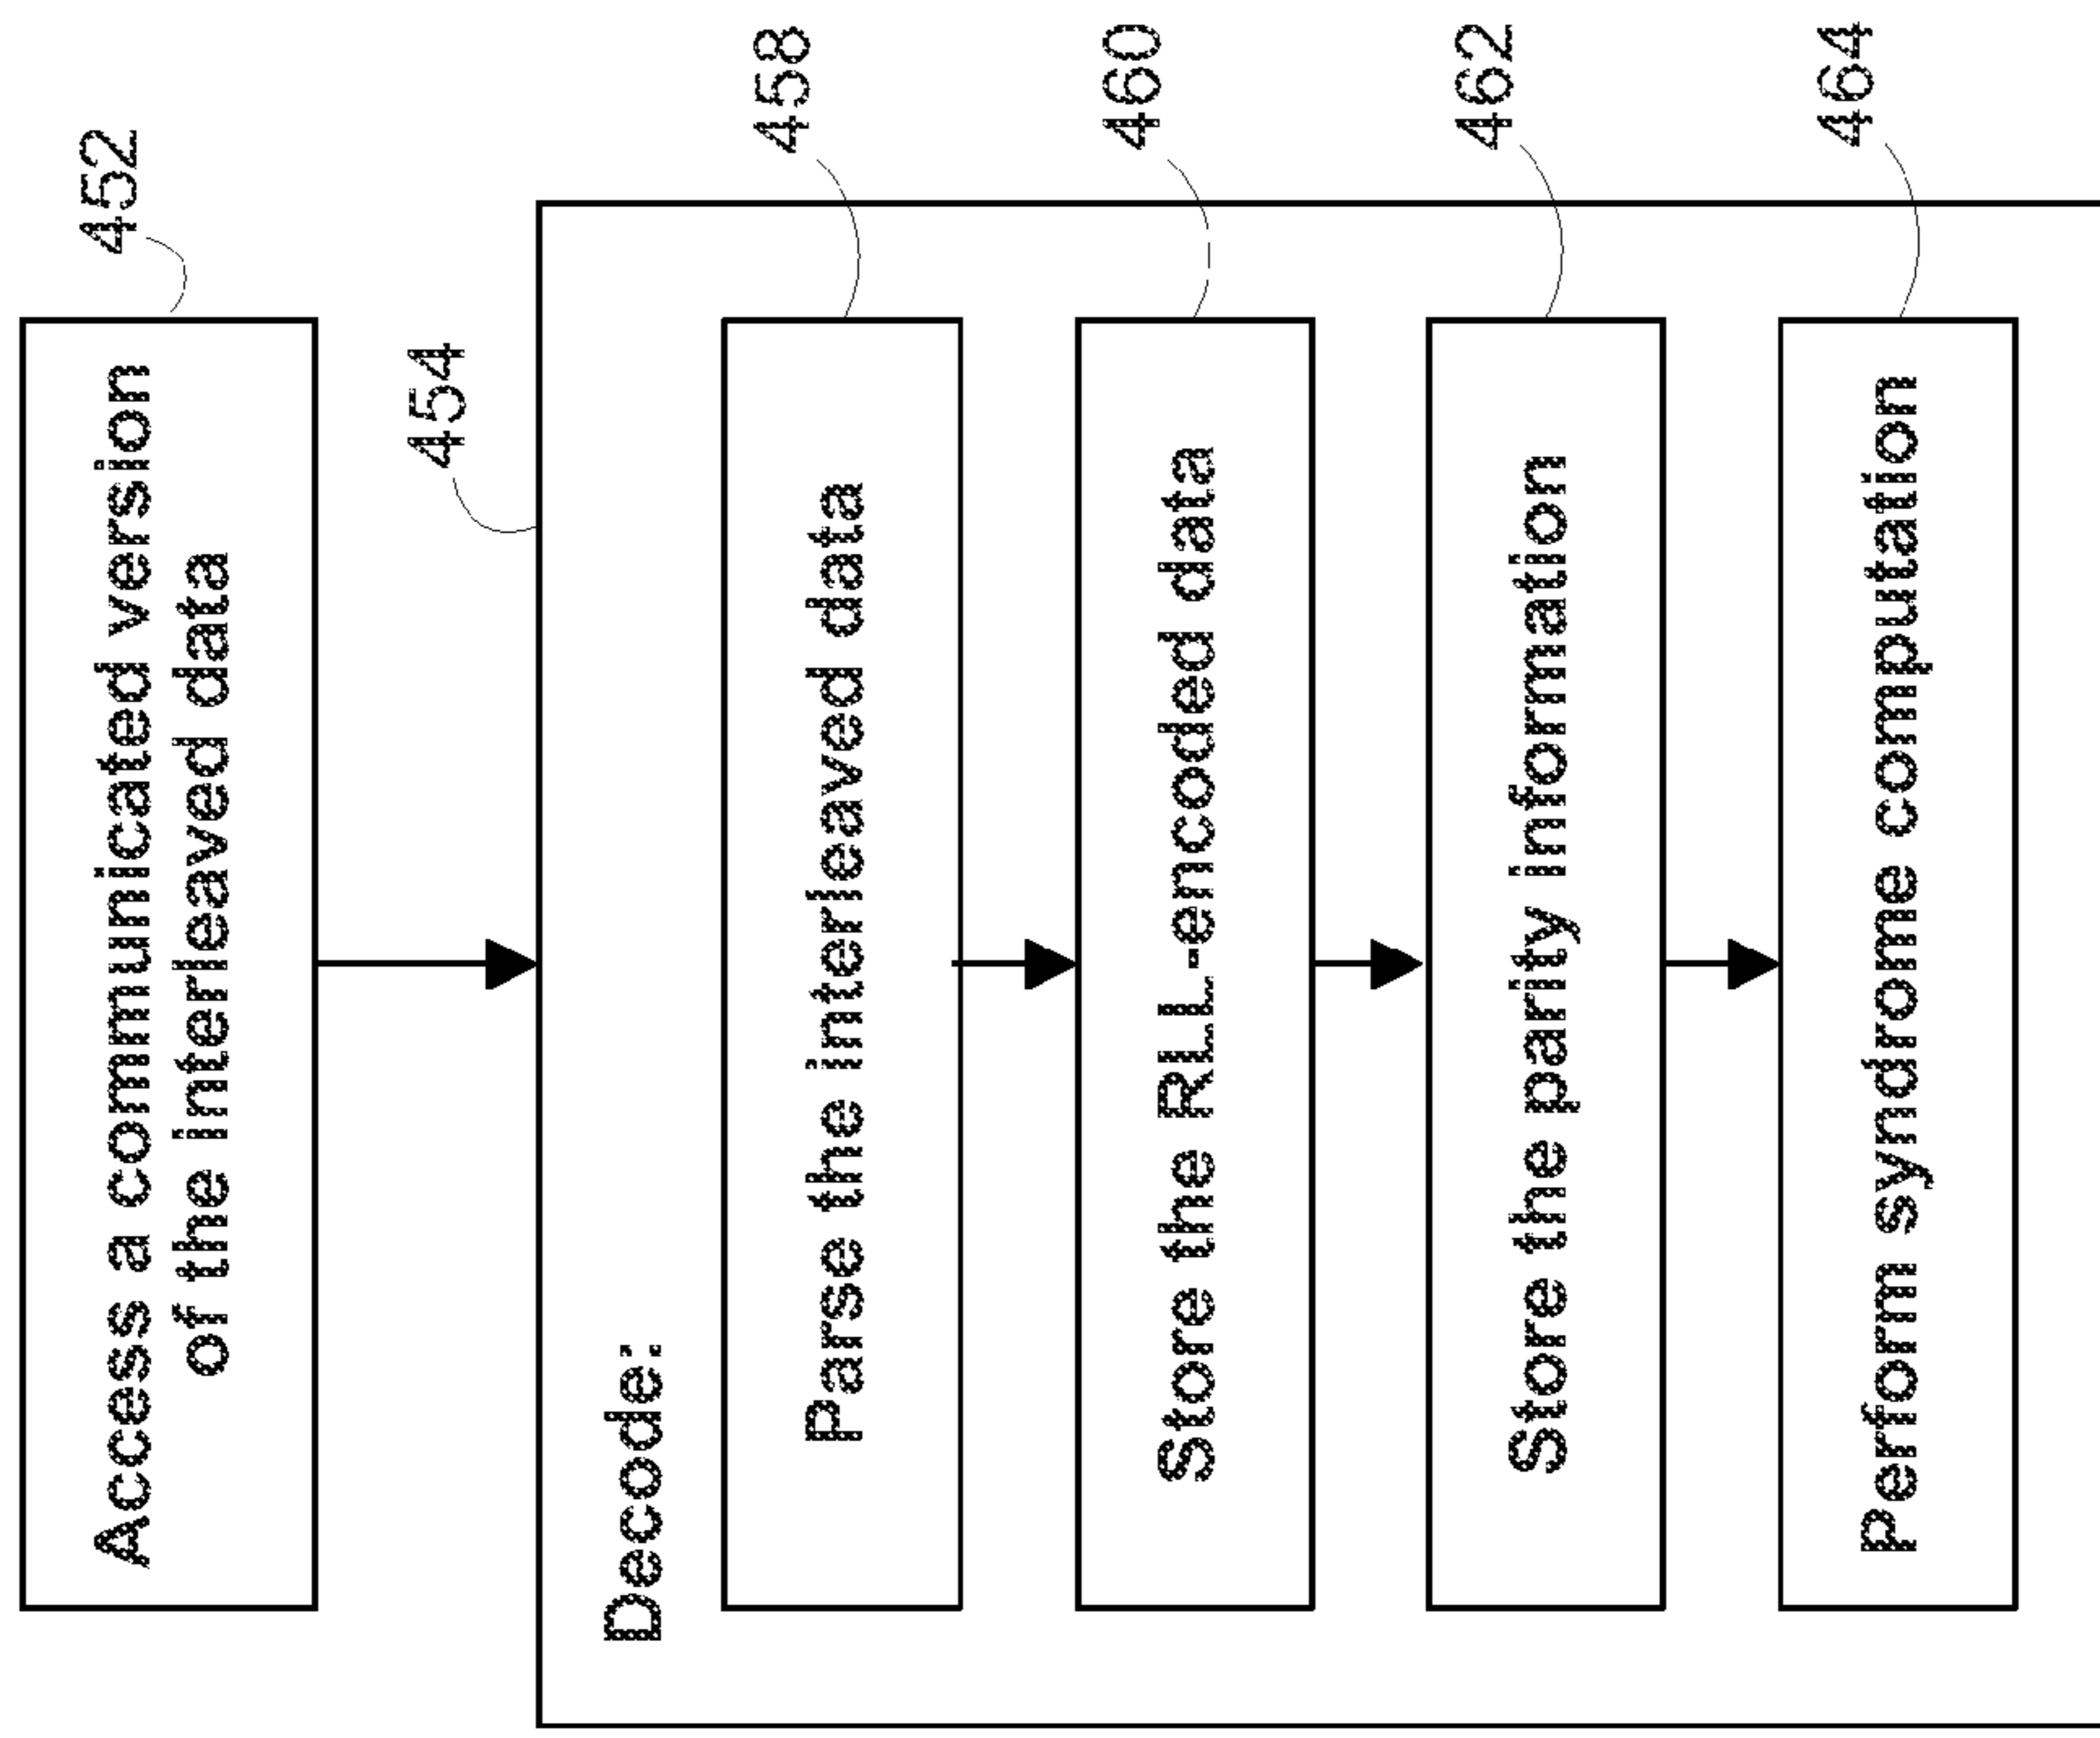 452
Access a communicated version
of the interleaved data
454
Decode:
458
Parse the interleaved data
460
Store the RLL-encoded data
462
Store the parity information
464
Perform syndrome computation